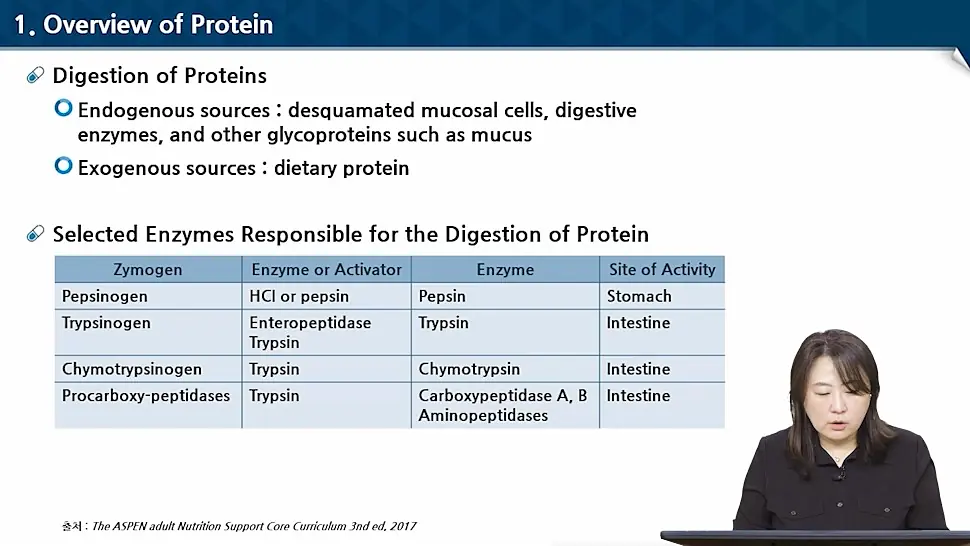 1. Overview of Protein
Digestion of Proteins
Endogenous sources : desquamated mucosal cells, digestive
enzymes, and other glycoproteins such as mucus
Exogenous sources : dietary protein
Selected Enzymes Responsible for the Digestion of Protein
Zymogen Enzyme or Activator Enzyme Site of Activity
Pepsinogen HCl or pepsin Pepsin Stomach
Trypsinogen Enteropeptidase Trypsin Intestine
Trypsin
Chymotrypsinogen Trypsin Chymotrypsin Intestine
Procarboxy-peptidases Trypsin Carboxypeptidase A, B Intestine
Aminopeptidases
출처 : The ASPEN adult Nutrition Support Core Curriculum 3nd ed, 2017